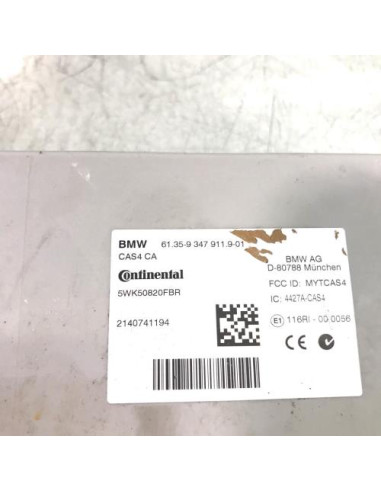 BMW 61.35-9 347 911.9-01
CAS4 CA
BMW AG
D-80788 München
Continental
FCC ID: MYTCAS4
5WK50820FBR
IC: 4427A-CAS4
2140741194
E1 116RI - 00 0056
CE